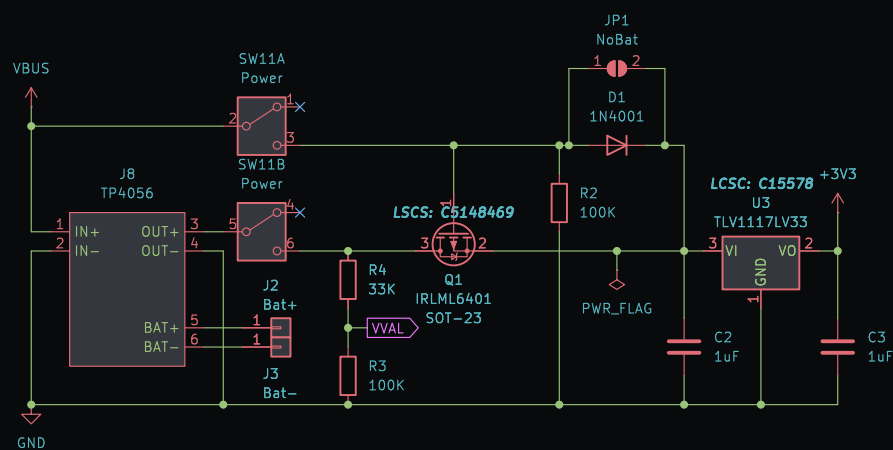 JP1
NoBat
1 2
SW11A
Power
VBUS
1
2
3
D1
1N4001
J8
TP4056
SW11B
Power
LCSC: C15578
+3V3
U3
TLV1117LV33
R2
100K
LSCS: C5148469
1
4
5
6
1 IN+
2 IN-
OUT+ 3
OUT- 4
3 2
3 VI
VO 2
GND
1
Q1
IRLML6401
SOT-23
R4
33K
J2
Bat+
PWR_FLAG
VVAL
BAT+ 5
BAT- 6
1
1
C2
1uF
C3
1uF
J3
Bat-
R3
100K
GND